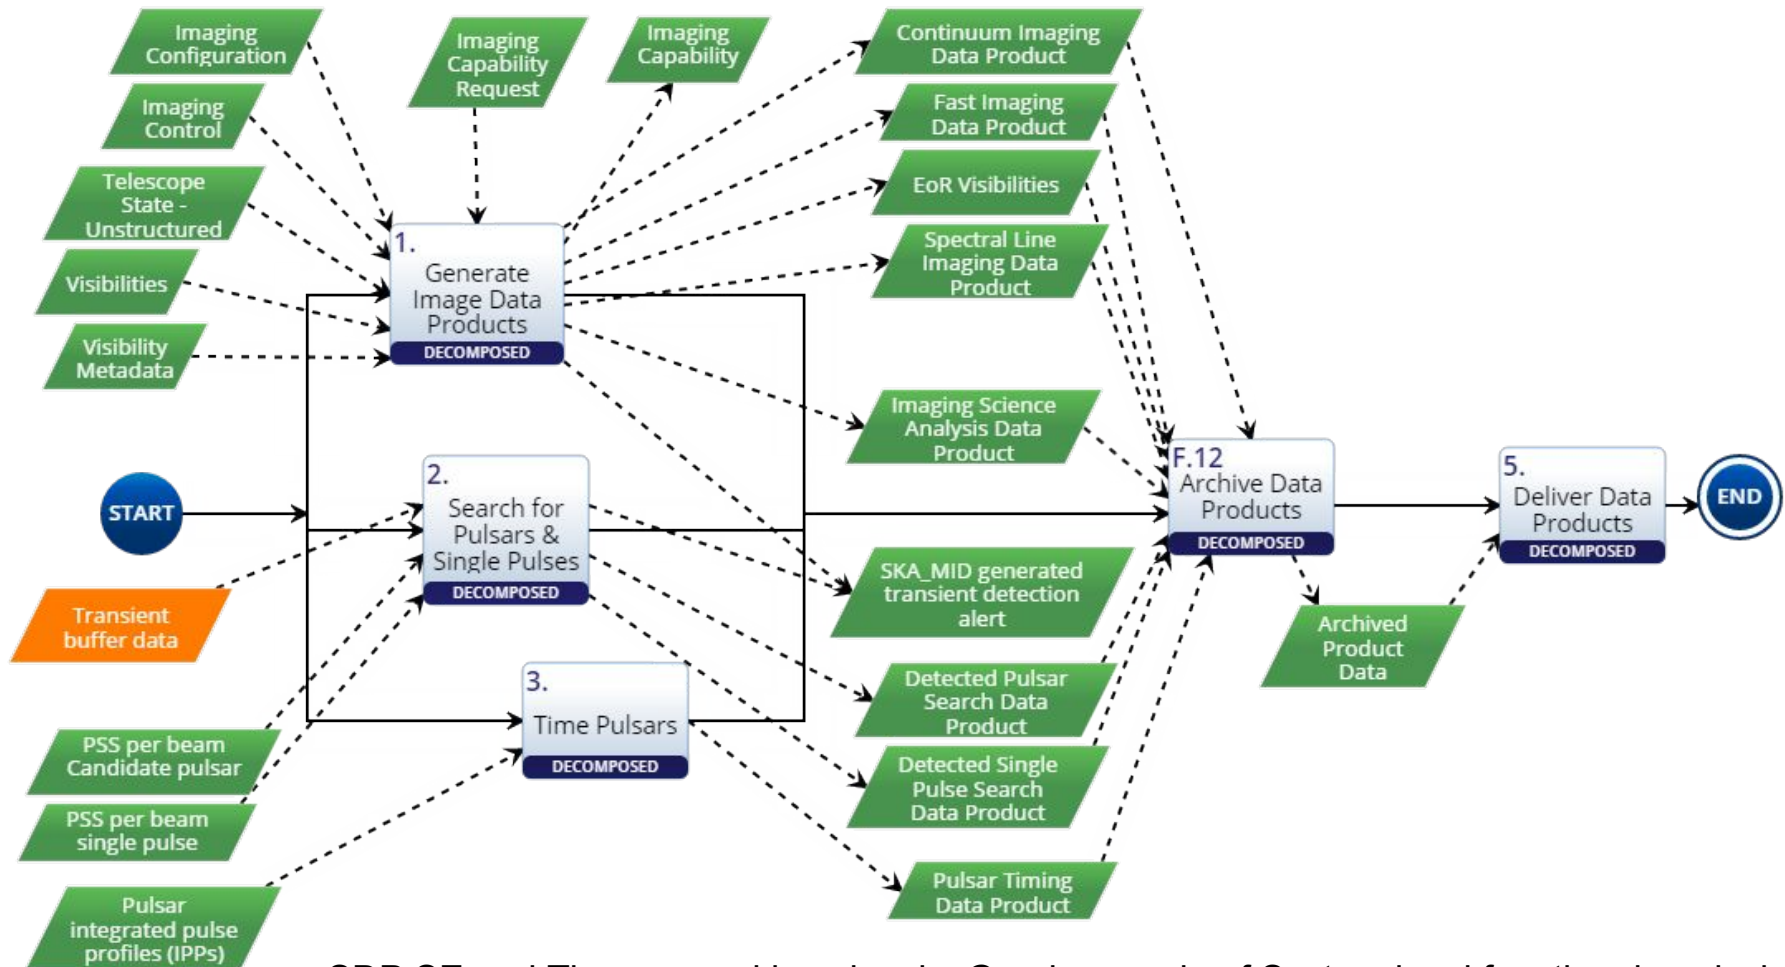 Imaging
Configuration
Imaging
Capability
Request
Imaging
Capability
Continuum Imaging
Data Product
Imaging
Control
Fast Imaging
Data Product
Telescope
State -
Unstructured
EoR Visibilities
Visibilities
1.
Generate
Image Data
Products
DECOMPOSED
Spectral Line
Imaging Data
Product
Visibility
Metadata
Imaging Science
Analysis Data
Product
START
2.
Search for
Pulsars &
Single Pulses
DECOMPOSED
F.12
Archive Data
Products
DECOMPOSED
5.
Deliver Data
Products
DECOMPOSED
END
Transient
buffer data
SKA_MID generated
transient detection
alert
Archived
Product
Data
3.
Time Pulsars
DECOMPOSED
Detected Pulsar
Search Data
Product
PSS per beam
Candidate pulsar
Detected Single
Pulse Search
Data Product
PSS per beam
single pulse
Pulsar Timing
Data Product
Pulsar
integrated pulse
profiles (IPPs)